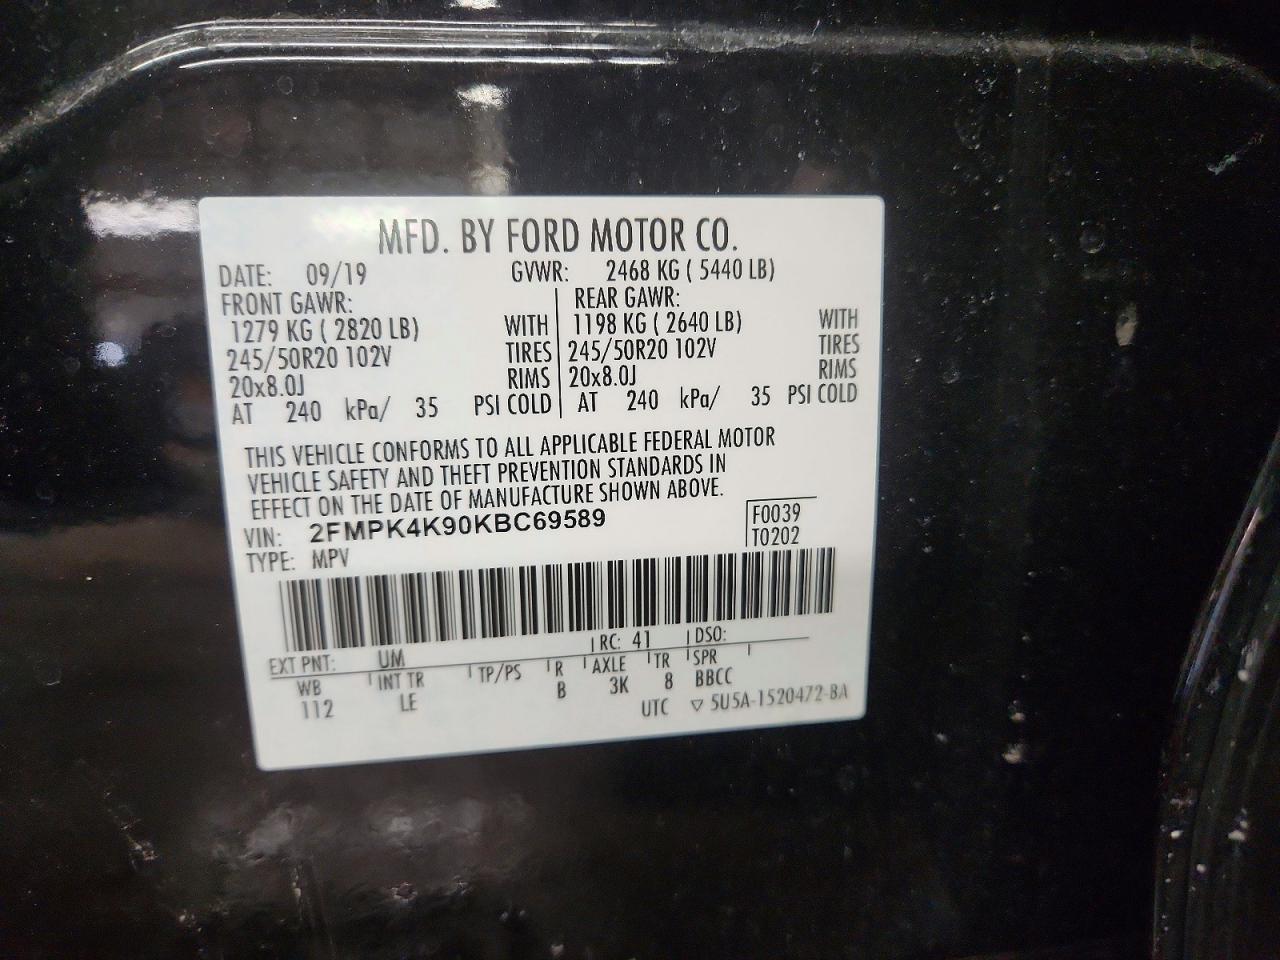 MFD. BY FORD MOTOR CO.
DATE: 09/19 GVWR: 2468 KG ( 5440 LB)
FRONT GAWR: REAR GAWR:
1279 KG ( 2820 LB) WITH 1198 KG ( 2640 LB) WITH
245/50R20 102V TIRES 245/50R20 102V TIRES
20x8.0J RIMS 20x8.0J RIMS
AT 240 kPa/ 35 PSI COLD AT 240 kPa/ 35 PSI COLD
THIS VEHICLE CONFORMS TO ALL APPLICABLE FEDERAL MOTOR
VEHICLE SAFETY AND THEFT PREVENTION STANDARDS IN
EFFECT ON THE DATE OF MANUFACTURE SHOWN ABOVE.
VIN: 2FMPK4K90KBC69589 F0039
TYPE: MPV T0202
EXT PNT: UM RC: 41 DSO:
WB INT TR TP/PS R AXLE TR SPR
112 LE B 3K 8 BBCC
UTC ▽ 5U5A-1520472-BA